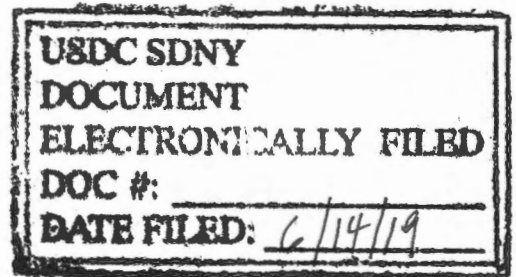 USDC SDNY
DOCUMENT
ELECTRONICALLY FILED
DOC #:
DATE FILED: 6/14/19